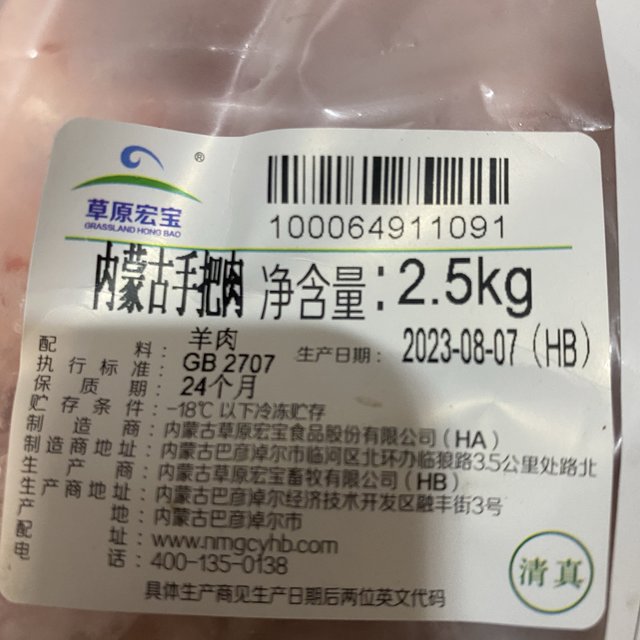 ®
草原宏宝
GRASSLAND HONG BAO
100064911091
内蒙古手把肉 净含量：2.5kg
配料：羊肉
执行标准：GB 2707 生产日期：2023-08-07（HB）
保质期：24个月
贮存条件：-18℃ 以下冷冻贮存
制造商：内蒙古草原宏宝食品股份有限公司（HA）
制造商地址：内蒙古巴彦淖尔市临河区北环办临狼路3.5公里处路北
生产商：内蒙古草原宏宝畜牧有限公司（HB）
生产商地址：内蒙古巴彦淖尔经济技术开发区融丰街3号
产地：内蒙古巴彦淖尔市
配址：www.nmgcyhb.com
电话：400-135-0138
具体生产商见生产日期后两位英文代码
清真